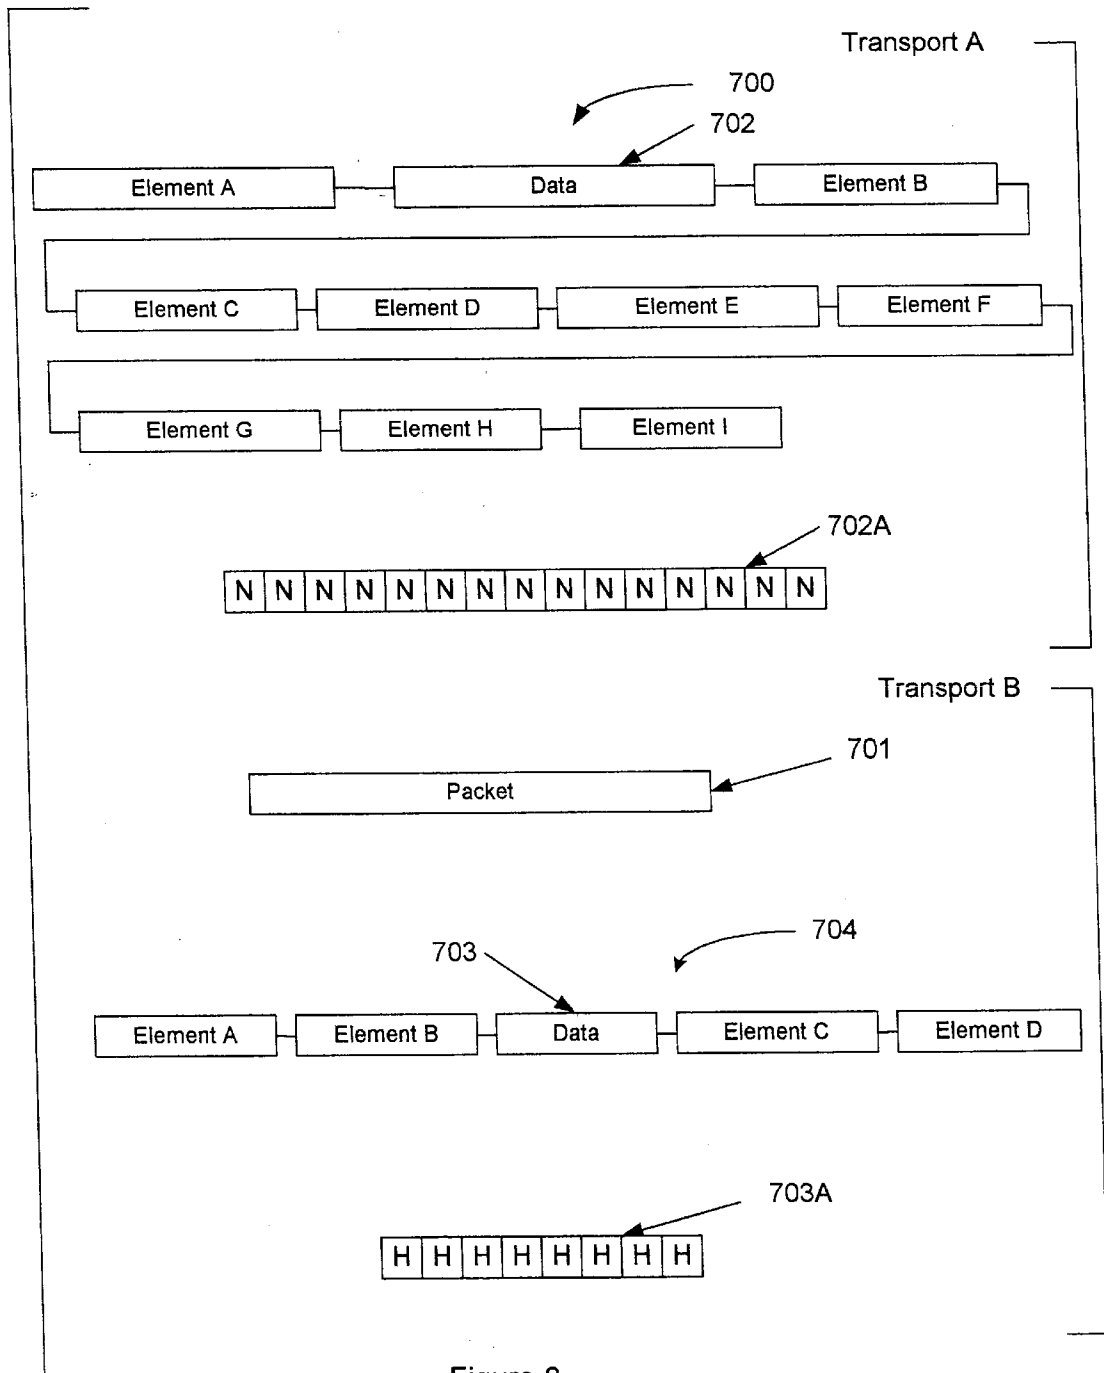 Transport A
700
702
Element A Data Element B
Element C Element D Element E Element F
Element G Element H Element I
702A
N N N N N N N N N N N N N N N
Transport B
701
Packet
704
703
Element A Element B Data Element C Element D
703A
H H H H H H H H
Figure